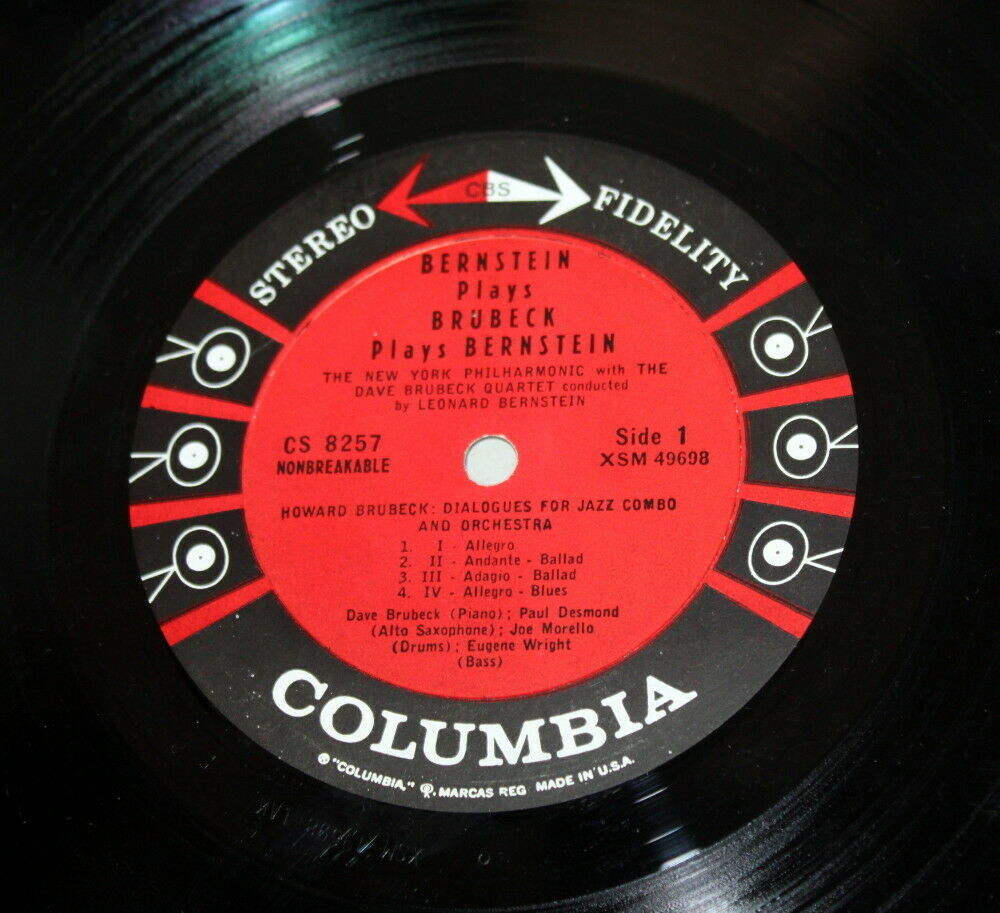 STEREO CBS FIDELITY
BERNSTEIN
Plays
BRUBECK
Plays BERNSTEIN
THE NEW YORK PHILHARMONIC with THE
DAVE BRUBECK QUARTET conducted
by LEONARD BERNSTEIN
CS 8257
NONBREAKABLE
Side 1
XSM 49698
HOWARD BRUBECK: DIALOGUES FOR JAZZ COMBO
AND ORCHESTRA
1. I - Allegro
2. II - Andante - Ballad
3. III - Adagio - Ballad
4. IV - Allegro - Blues
Dave Brubeck (Piano); Paul Desmond
(Alto Saxophone); Joe Morello
(Drums); Eugene Wright
(Bass)
COLUMBIA
® "COLUMBIA," ®, MARCAS REG MADE IN U.S.A.